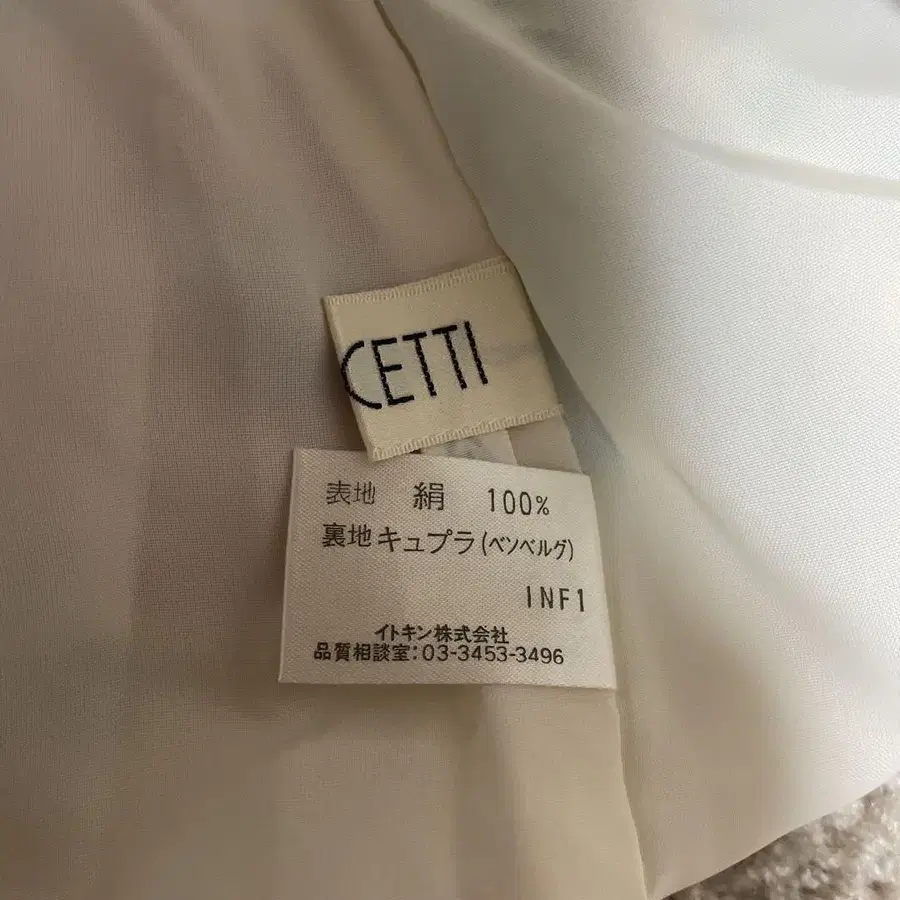 CETTI
表地 絹 100%
裏地キュプラ(ベンベルグ)
INF1
イトキン株式会社
品質相談室:03-3453-3496